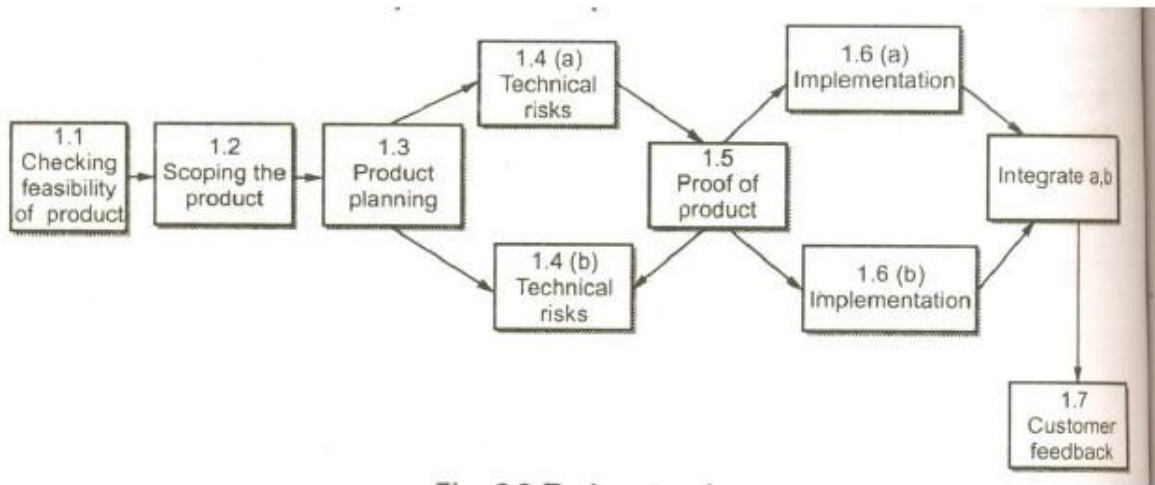 1.1
Checking
feasibility
of product
1.2
Scoping the
product
1.3
Product
planning
1.4 (a)
Technical
risks
1.4 (b)
Technical
risks
1.5
Proof of
product
1.6 (a)
Implementation
1.6 (b)
Implementation
Integrate a,b
1.7
Customer
feedback